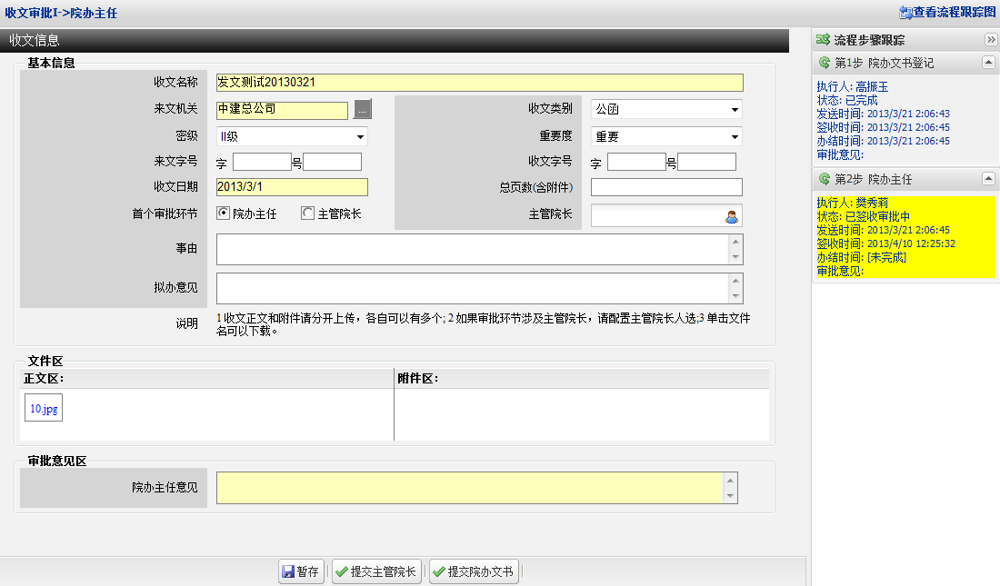 收文审批I->院办主任
查看流程跟踪图
收文信息
基本信息
收文名称 发文测试20130321
来文机关 中建总公司 ... 收文类别 公函
密级 II级 重要度 重要
来文字号 字 号 收文字号 字 号
收文日期 2013/3/1 总页数(含附件)
首个审批环节 院办主任 主管院长 主管院长
事由
拟办意见
说明 1收文正文和附件请分开上传，各自可以有多个; 2如果审批环节涉及主管院长，请配置主管院长人选;3单击文件
名可以下载。
文件区
正文区： 附件区：
10.jpg
审批意见区
院办主任意见
暂存 提交主管院长 提交院办文书
流程步骤跟踪
第1步 院办文书登记
执行人: 高振玉
状态: 已完成
发送时间: 2013/3/21 2:06:43
签收时间: 2013/3/21 2:06:45
办结时间: 2013/3/21 2:06:45
审批意见:
第2步 院办主任
执行人: 樊秀莉
状态: 已签收审批中
发送时间: 2013/3/21 2:06:45
签收时间: 2013/4/10 12:25:32
办结时间: [未完成]
审批意见: